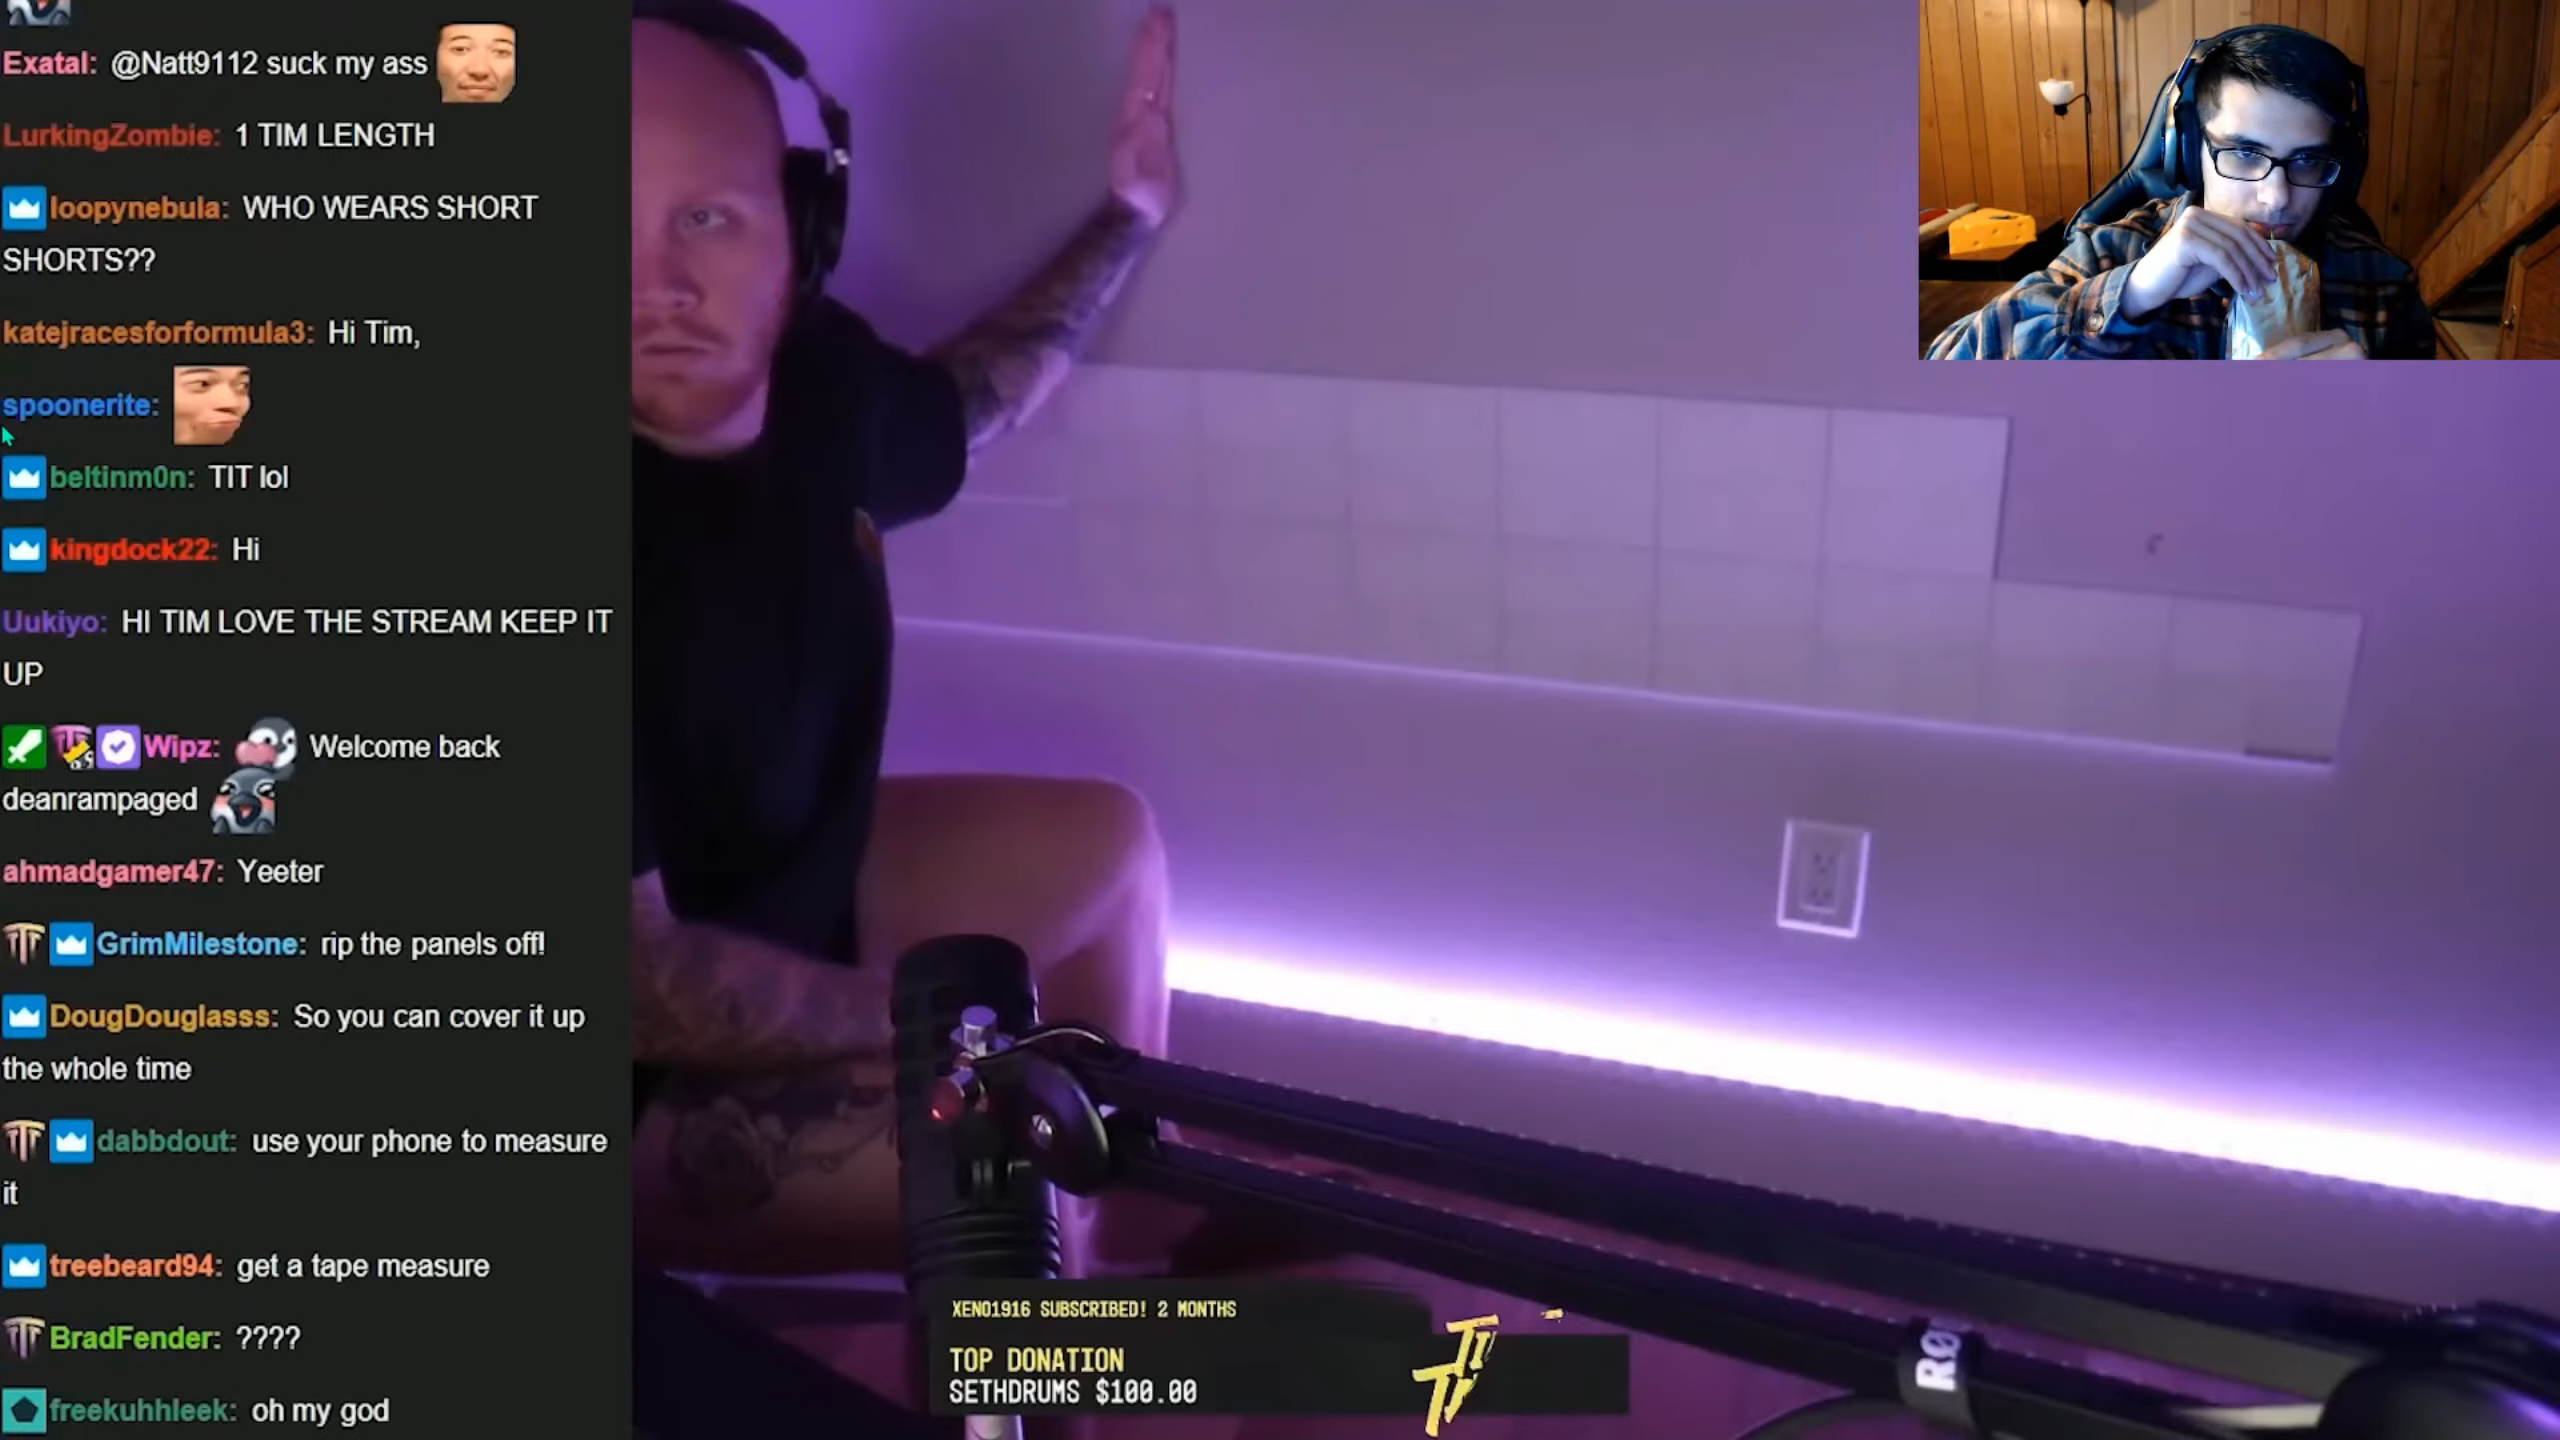 Exatal: @Natt9112 suck my ass
LurkingZombie: 1 TIM LENGTH
loopynebula: WHO WEARS SHORT
SHORTS??
katejracesforformula3: Hi Tim,
spoonerite:
beltinm0n: TIT lol
kingdock22: Hi
Uukiyo: HI TIM LOVE THE STREAM KEEP IT
UP
Wipz: Welcome back
deanrampaged
ahmadgamer47: Yeeter
GrimMilestone: rip the panels off!
DougDouglasss: So you can cover it up
the whole time
dabbdout: use your phone to measure
it
treebeard94: get a tape measure
BradFender: ????
freekuhhleek: oh my god
XENO1916 SUBSCRIBED! 2 MONTHS
TOP DONATION
SETHDRUMS $100.00